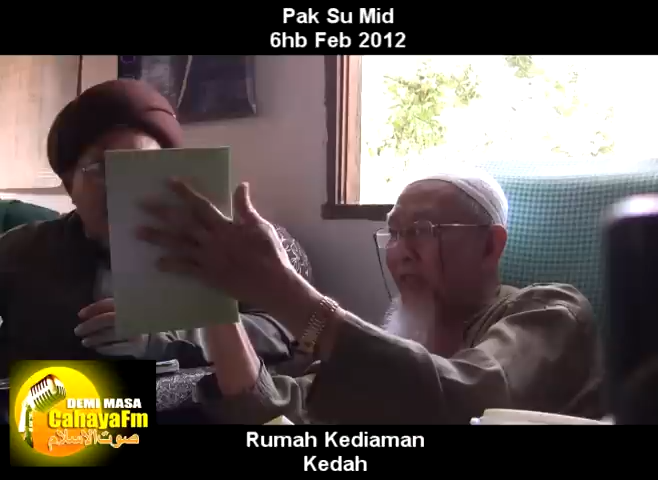 Pak Su Mid
6hb Feb 2012
DEMI MASA
CahayaFm
صوت الاسلام
Rumah Kediaman
Kedah